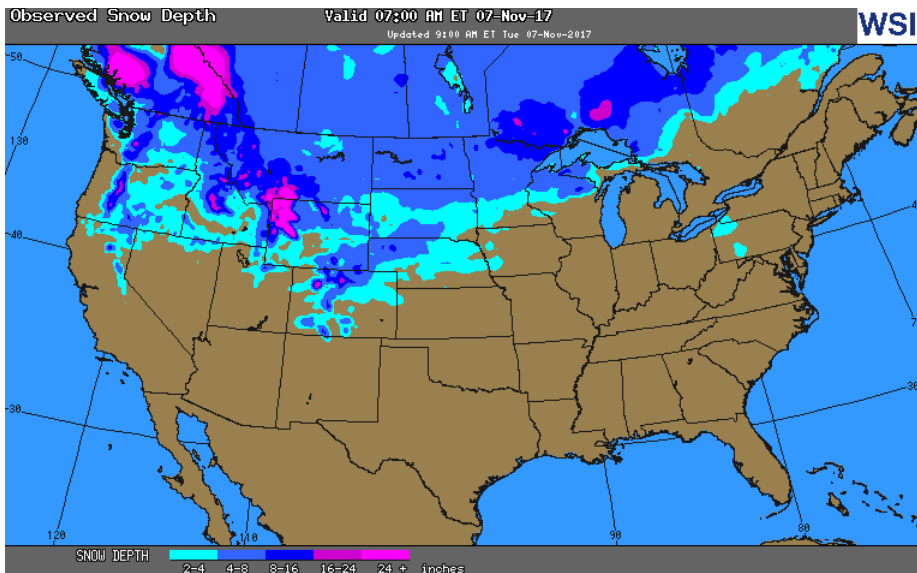 Observed Snow Depth
Valid 07:00 AM ET 07-Nov-17
WSI
Updated 9:00 AM ET Tue 07-Nov-2017
50
130
40
30
30
120
110
90
80
SNOW DEPTH
2-4 4-8 8-16 16-24 24 + inches